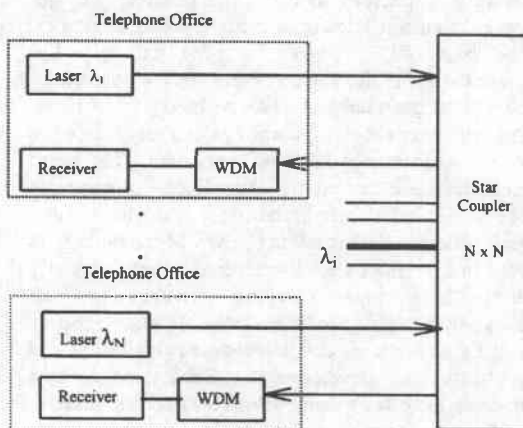 Telephone Office
Laser λ₁
Receiver
WDM
Star
Coupler
N x N
λᵢ
Telephone Office
Laser λN
Receiver
WDM